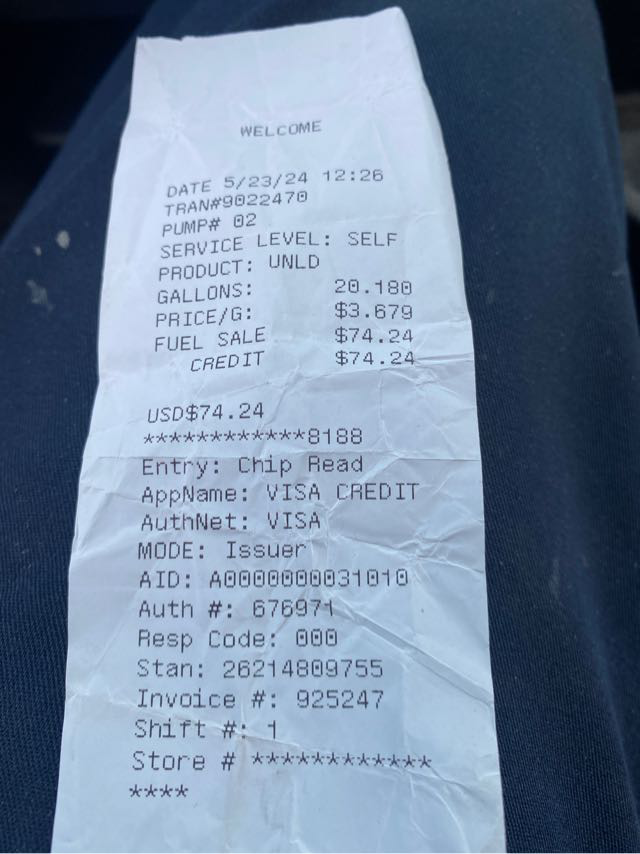 WELCOME
DATE 5/23/24 12:26
TRAN#9022470
PUMP# 02
SERVICE LEVEL: SELF
PRODUCT: UNLD
GALLONS: 20.180
PRICE/G: $3.679
FUEL SALE $74.24
CREDIT $74.24
USD$74.24
************8188
Entry: Chip Read
AppName: VISA CREDIT
AuthNet: VISA
MODE: Issuer
AID: A0000000031010
Auth #: 676971
Resp Code: 000
Stan: 26214809755
Invoice #: 925247
Shift #: 1
Store # ************
****